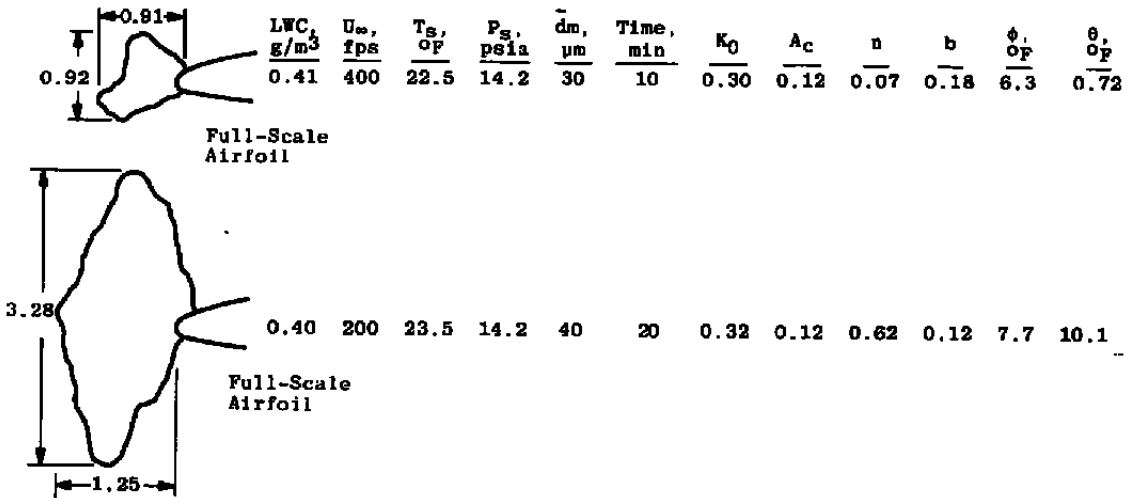 0.91
0.92
LWC, U∞, TS, PS, d̄m, Time, K0 AC n b ϕ, θ,
g/m3 fps oF psia μm min oF oF
0.41 400 22.5 14.2 30 10 0.30 0.12 0.07 0.18 6.3 0.72
Full-Scale
Airfoil
3.28
0.40 200 23.5 14.2 40 20 0.32 0.12 0.62 0.12 7.7 10.1
Full-Scale
Airfoil
1.25